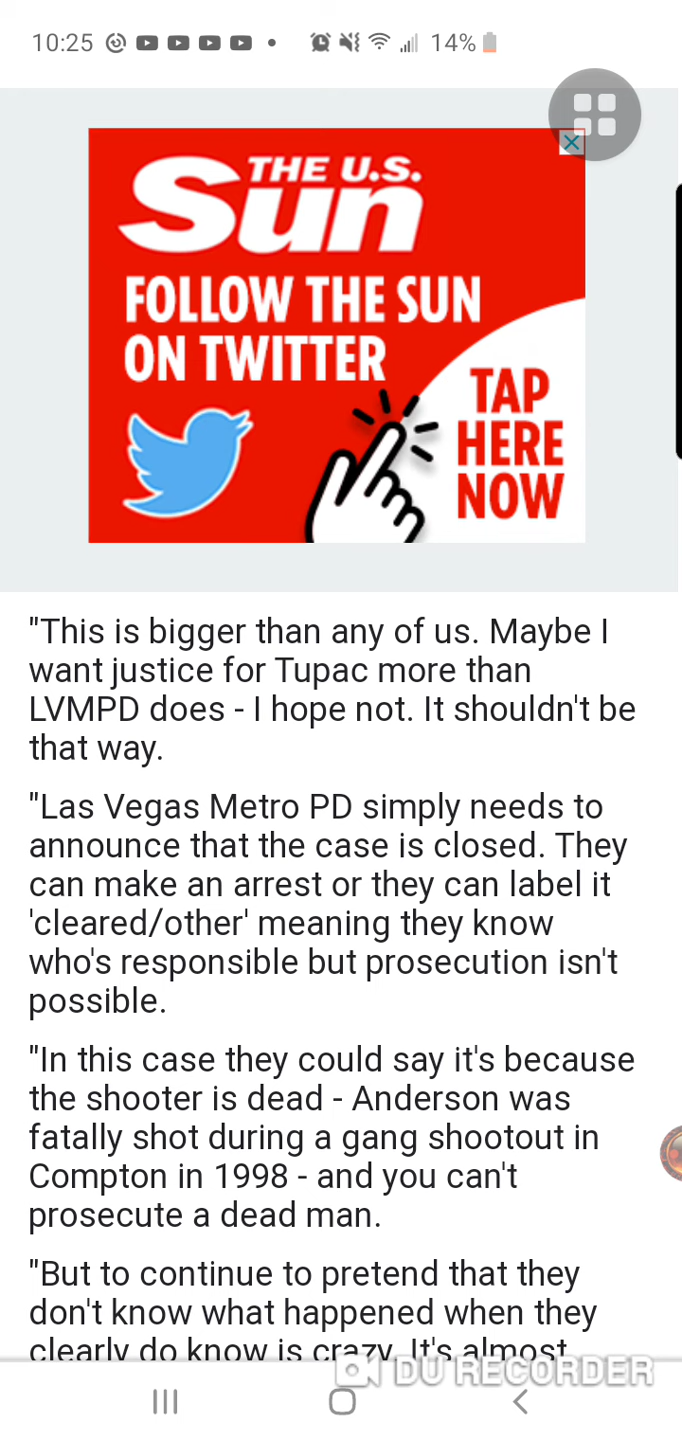 10:25
14%
THE U.S.
Sun
FOLLOW THE SUN
ON TWITTER
TAP
HERE
NOW
"This is bigger than any of us. Maybe I
want justice for Tupac more than
LVMPD does - I hope not. It shouldn't be
that way.
"Las Vegas Metro PD simply needs to
announce that the case is closed. They
can make an arrest or they can label it
'cleared/other' meaning they know
who's responsible but prosecution isn't
possible.
"In this case they could say it's because
the shooter is dead - Anderson was
fatally shot during a gang shootout in
Compton in 1998 - and you can't
prosecute a dead man.
"But to continue to pretend that they
don't know what happened when they
clearly do know is crazy. It's almost
DU RECORDER